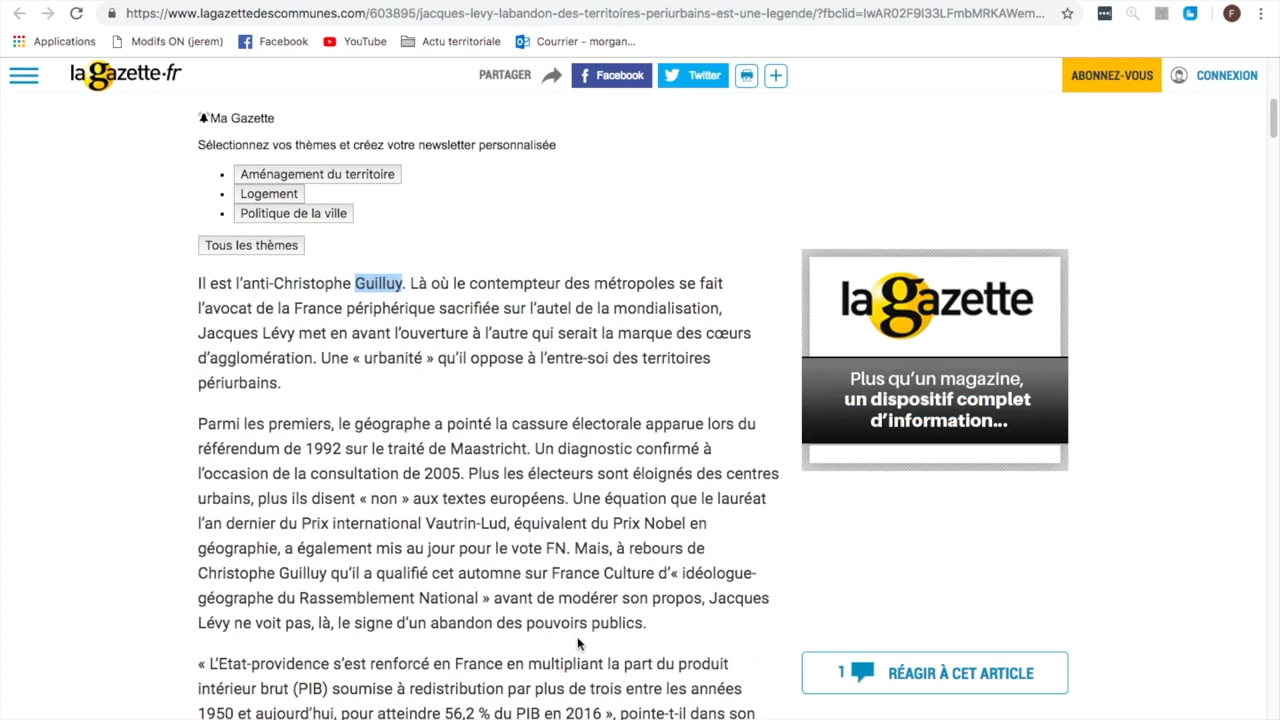 https://www.lagazettedescommunes.com/603895/jacques-levy-labandon-des-territoires-periurbains-est-une-legende/?fbclid=IwAR02F9I33LFmbMRKAWem...
F
Applications Modifs ON (jerem) Facebook YouTube Actu territoriale Courrier - morgan...
la gazette·fr PARTAGER Facebook Twitter ABONNEZ-VOUS CONNEXION
Ma Gazette
Sélectionnez vos thèmes et créez votre newsletter personnalisée
• Aménagement du territoire
• Logement
• Politique de la ville
Tous les thèmes
Il est l’anti-Christophe Guilluy. Là où le contempteur des métropoles se fait
l’avocat de la France périphérique sacrifiée sur l’autel de la mondialisation,
Jacques Lévy met en avant l’ouverture à l’autre qui serait la marque des cœurs
d’agglomération. Une « urbanité » qu’il oppose à l’entre-soi des territoires
périurbains.
Parmi les premiers, le géographe a pointé la cassure électorale apparue lors du
référendum de 1992 sur le traité de Maastricht. Un diagnostic confirmé à
l’occasion de la consultation de 2005. Plus les électeurs sont éloignés des centres
urbains, plus ils disent « non » aux textes européens. Une équation que le lauréat
l’an dernier du Prix international Vautrin-Lud, équivalent du Prix Nobel en
géographie, a également mis au jour pour le vote FN. Mais, à rebours de
Christophe Guilluy qu’il a qualifié cet automne sur France Culture d’« idéologue-
géographe du Rassemblement National » avant de modérer son propos, Jacques
Lévy ne voit pas, là, le signe d’un abandon des pouvoirs publics.
« L’Etat-providence s’est renforcé en France en multipliant la part du produit
intérieur brut (PIB) soumise à redistribution par plus de trois entre les années
1950 et aujourd’hui, pour atteindre 56,2 % du PIB en 2016 », pointe-t-il dans son
la gazette
Plus qu’un magazine,
un dispositif complet
d’information...
1 RÉAGIR À CET ARTICLE